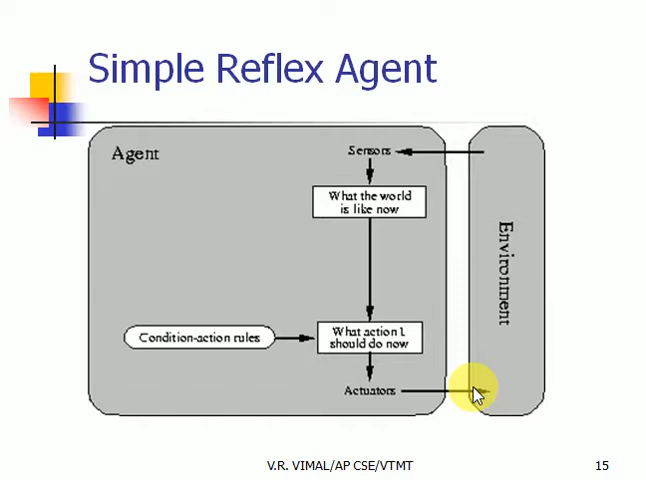 Simple Reflex Agent
Agent
Sensors
What the world
is like now
Environment
Condition-action rules
What action I
should do now
Actuators
V.R. VIMAL/AP CSE/VTMT
15